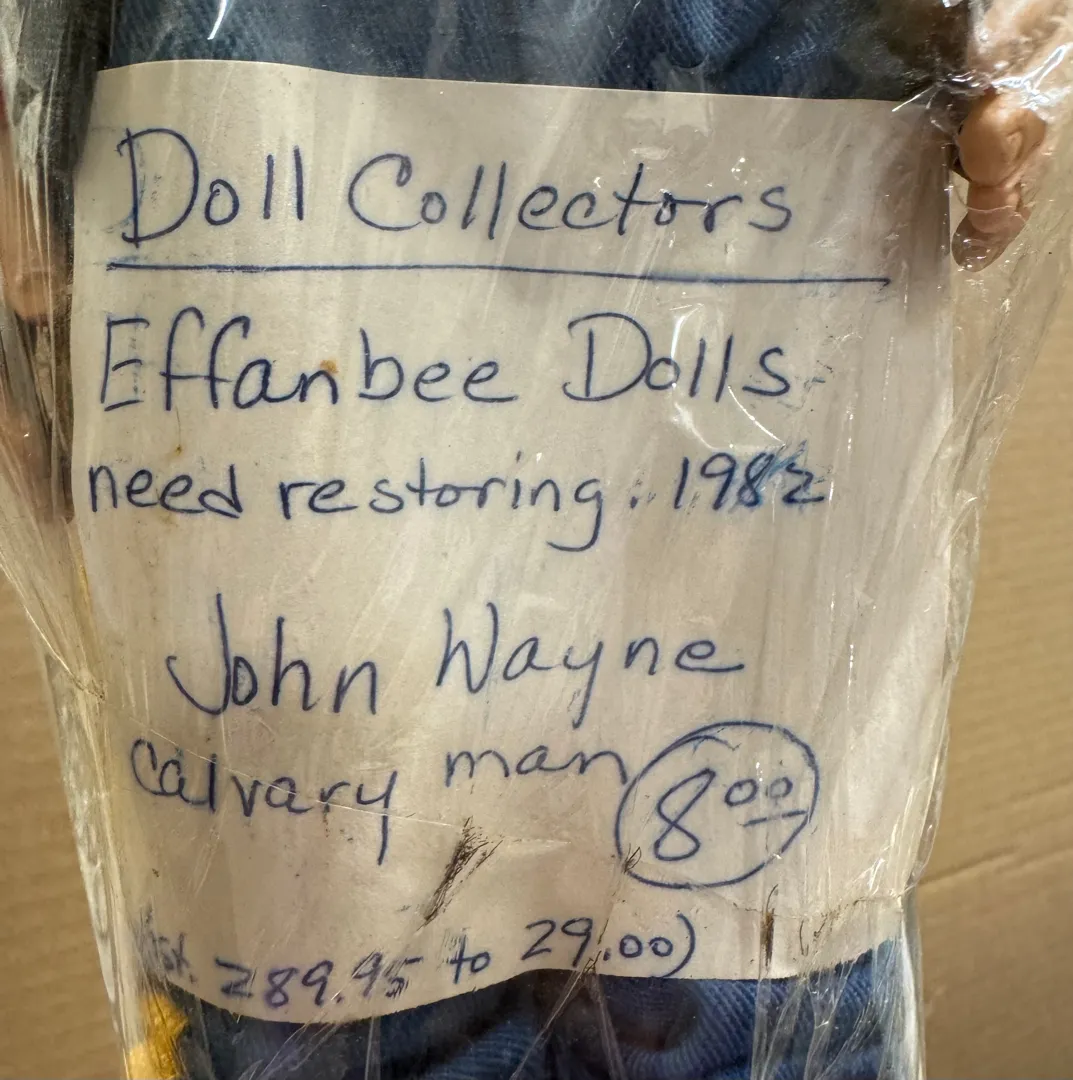 Doll Collectors
Effanbee Dolls
need restoring. 1982
John Wayne
calvary man 8.00
289.95 to 29.00)